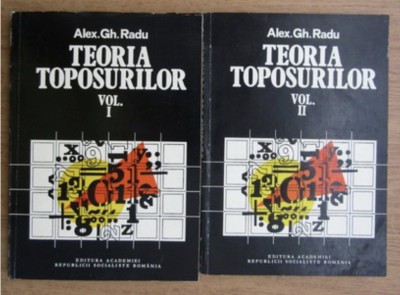 Alex.Gh.Radu
TEORIA
TOPOSURILOR
VOL.
I
EDITURA ACADEMIEI
REPUBLICII SOCIALISTE ROMÂNIA
Alex.Gh.Radu
TEORIA
TOPOSURILOR
VOL.
II
EDITURA ACADEMIEI
REPUBLICII SOCIALISTE ROMÂNIA